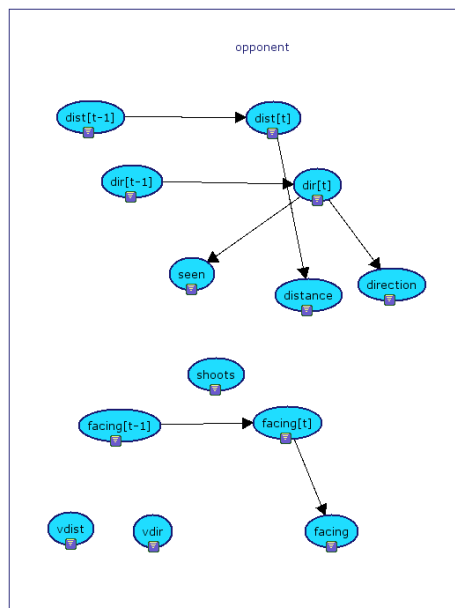 opponent
dist[t-1]
dist[t]
dir[t-1]
dir[t]
seen
distance
direction
shoots
facing[t-1]
facing[t]
vdist
vdir
facing